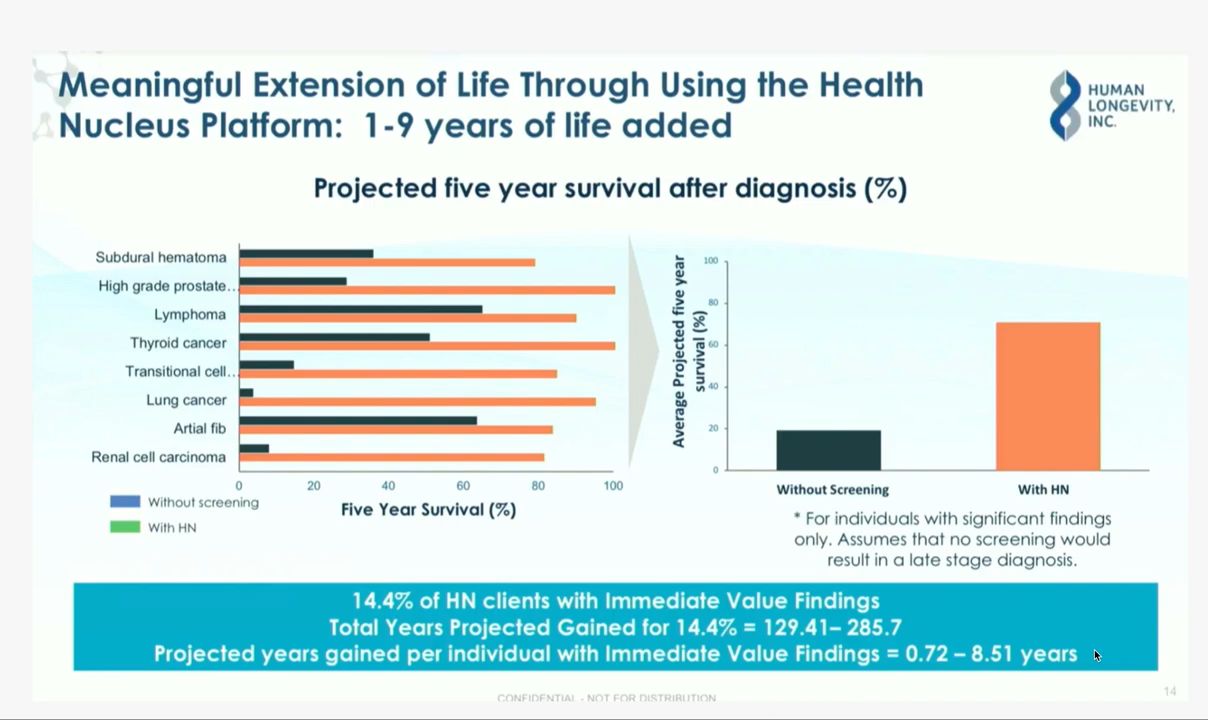 Meaningful Extension of Life Through Using the Health
Nucleus Platform:  1-9 years of life added
HUMAN
LONGEVITY,
INC.
Projected five year survival after diagnosis (%)
Subdural hematoma
High grade prostate…
Lymphoma
Thyroid cancer
Transitional cell…
Lung cancer
Artial fib
Renal cell carcinoma
0 20 40 60 80 100
Five Year Survival (%)
Without screening
With HN
Average Projected five year
survival (%)
100
80
60
40
20
0
Without Screening With HN
* For individuals with significant findings
only. Assumes that no screening would
result in a late stage diagnosis.
14.4% of HN clients with Immediate Value Findings
Total Years Projected Gained for 14.4% = 129.41– 285.7
Projected years gained per individual with Immediate Value Findings = 0.72 – 8.51 years
CONFIDENTIAL - NOT FOR DISTRIBUTION
14